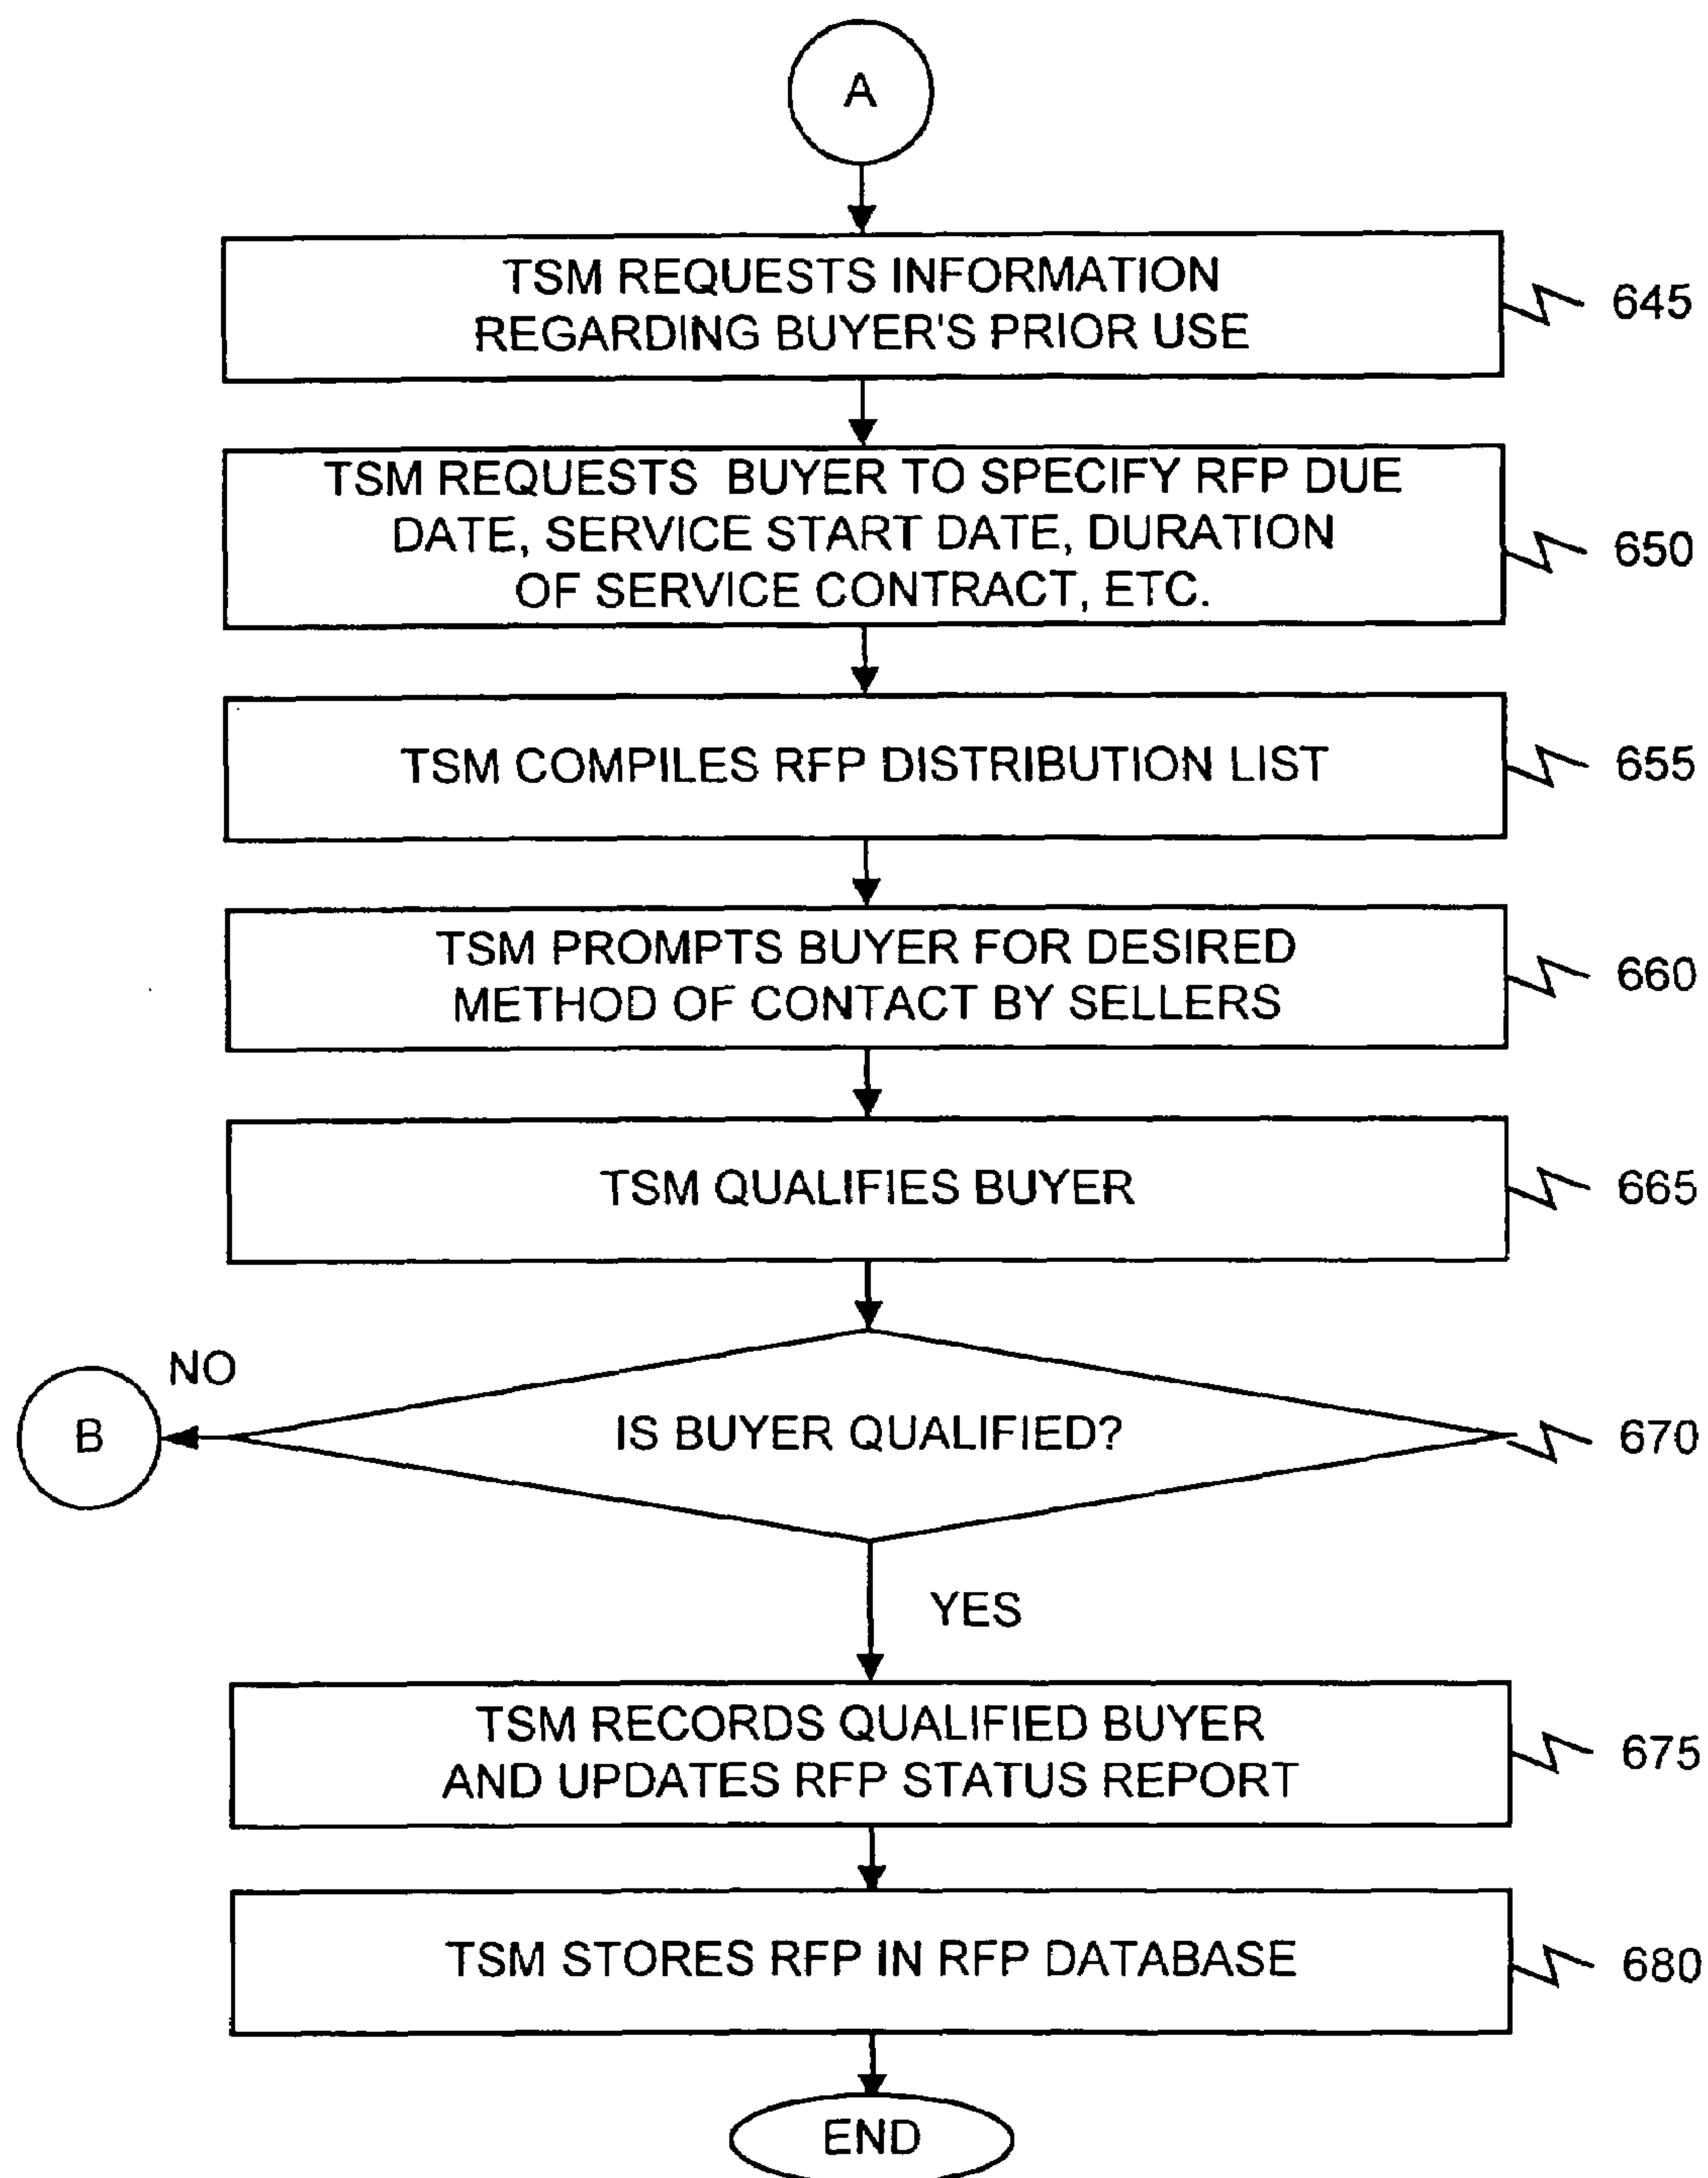 A
TSM REQUESTS INFORMATION
REGARDING BUYER'S PRIOR USE
645
TSM REQUESTS BUYER TO SPECIFY RFP DUE
DATE, SERVICE START DATE, DURATION
OF SERVICE CONTRACT, ETC.
650
TSM COMPILES RFP DISTRIBUTION LIST
655
TSM PROMPTS BUYER FOR DESIRED
METHOD OF CONTACT BY SELLERS
660
TSM QUALIFIES BUYER
665
NO
B
IS BUYER QUALIFIED?
670
YES
TSM RECORDS QUALIFIED BUYER
AND UPDATES RFP STATUS REPORT
675
TSM STORES RFP IN RFP DATABASE
680
END